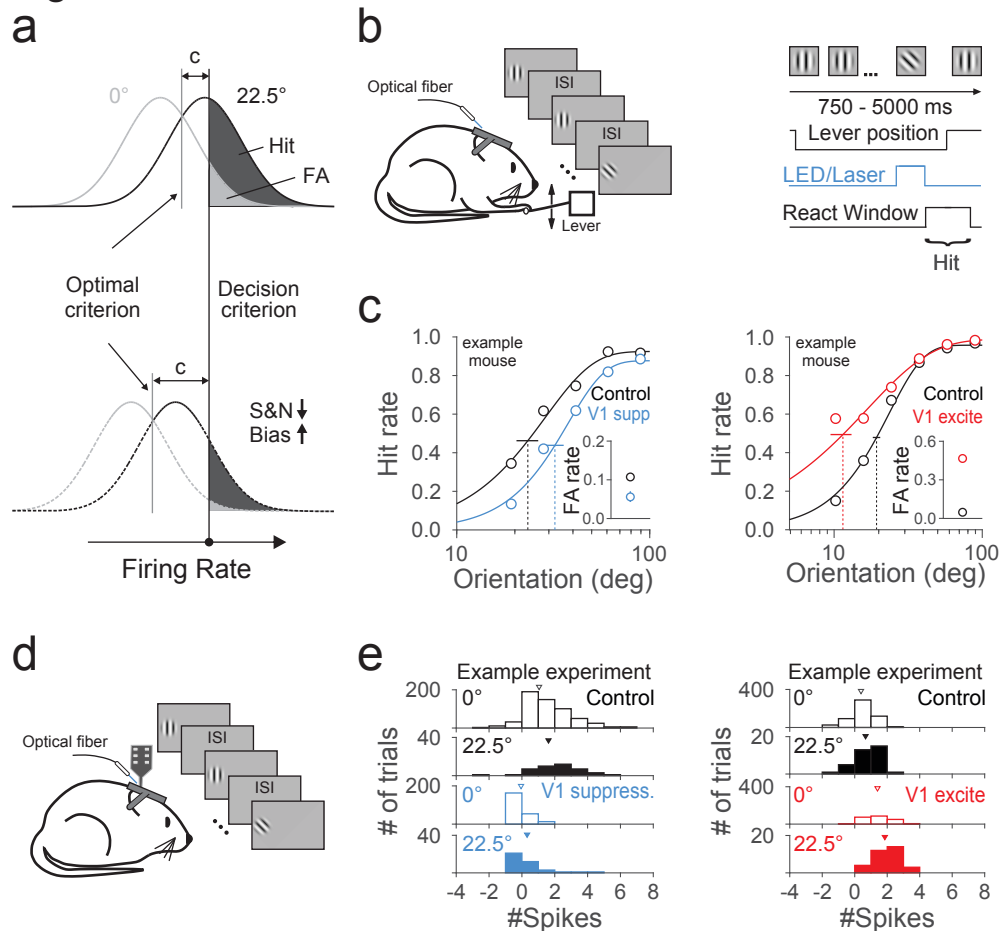 a
c
0°
22.5°
Hit
FA
Optimal
criterion
Decision
criterion
c
S&N↓
Bias↑
Firing Rate
b
Optical fiber
ISI
ISI
Lever
...
750 - 5000 ms
Lever position
LED/Laser
React Window
Hit
c
example
mouse
Control
V1 supp
Hit rate
1.0
0.8
0.6
0.4
0.2
0.0
10
100
Orientation (deg)
FA rate
0.2
0.1
0.0
example
mouse
Control
V1 excite
Hit rate
1.0
0.8
0.6
0.4
0.2
0.0
10
100
Orientation (deg)
FA rate
0.6
0.3
0.0
d
Optical fiber
ISI
ISI
e
Example experiment
200
0°
Control
40
22.5°
200
0°
V1 suppress.
40
22.5°
# of trials
-4 -2 0 2 4 6 8
#Spikes
Example experiment
400
0°
Control
20
22.5°
400
0°
V1 excite
20
22.5°
# of trials
-4 -2 0 2 4 6 8
#Spikes